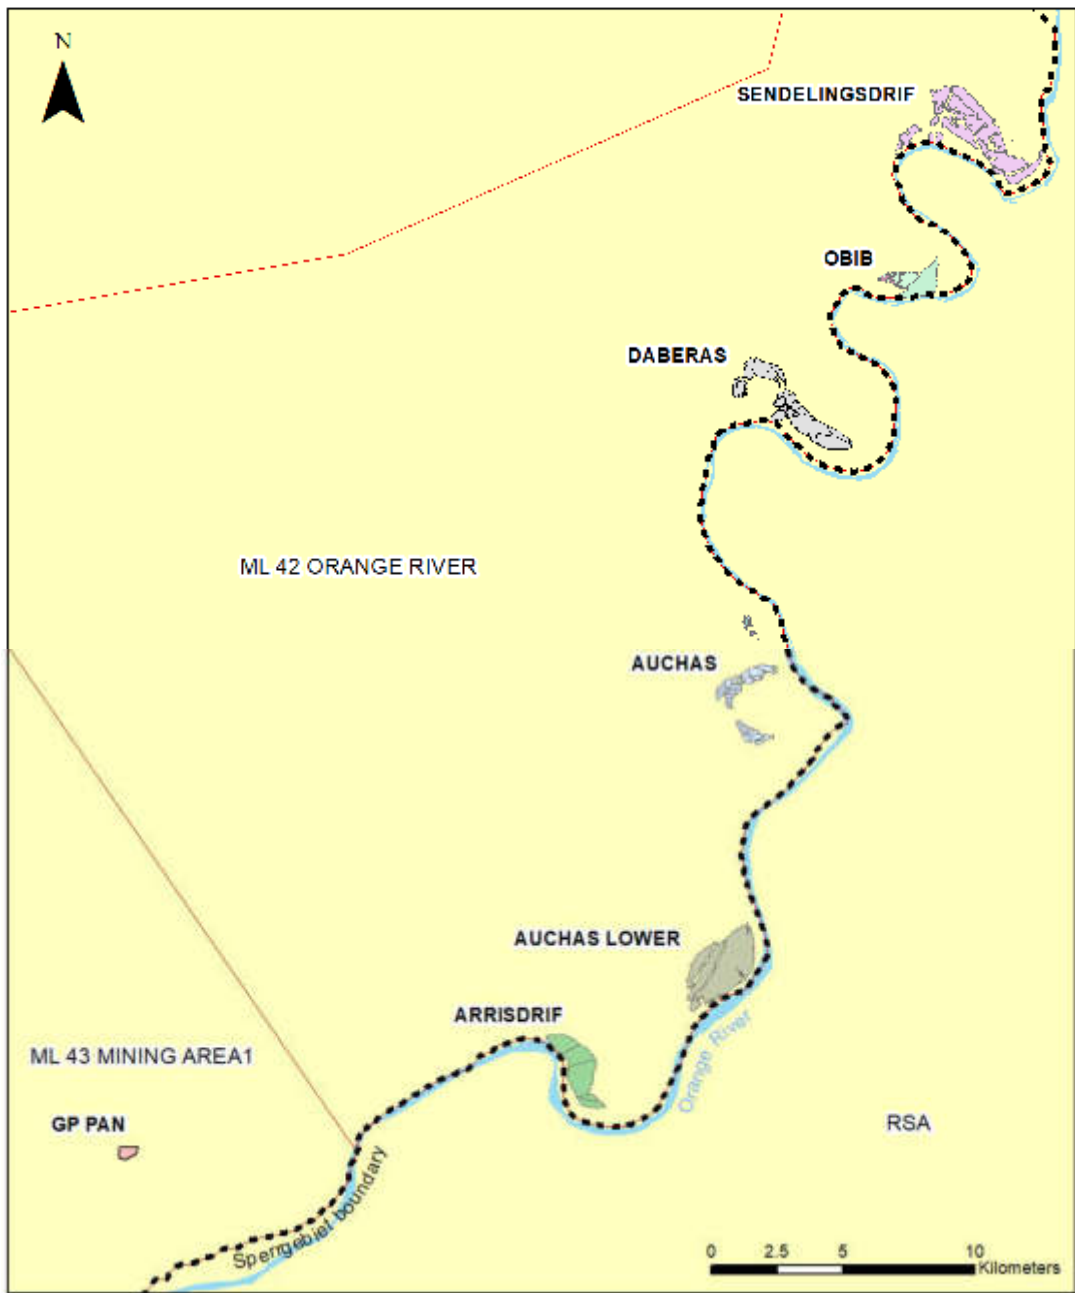 N
SENDELINGSDRIF
OBIB
DABERAS
ML 42 ORANGE RIVER
AUCHAS
AUCHAS LOWER
ARRISDRIF
Orange River
ML 43 MINING AREA1
GP PAN
RSA
Sperrgebiet boundary
0 2.5 5 10
Kilometers